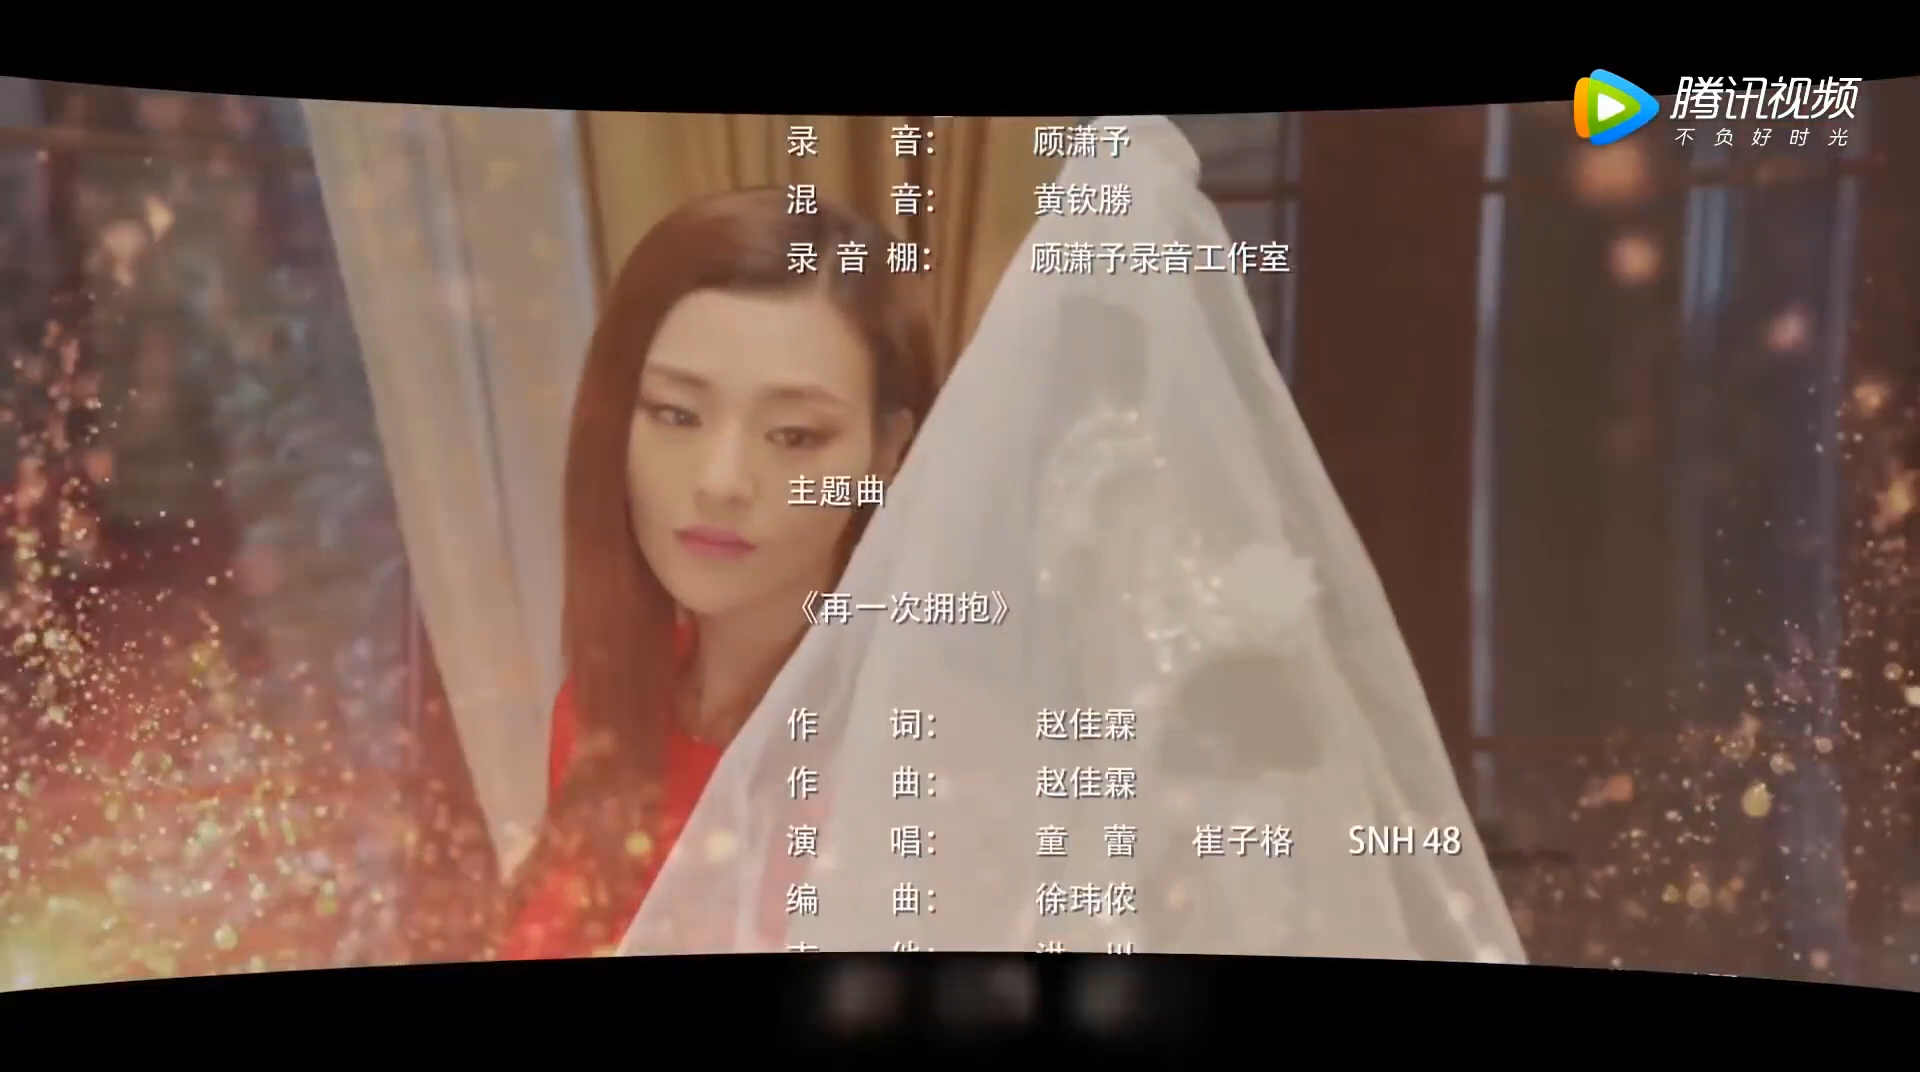 腾讯视频
不负好时光
录 音： 顾潇予
混 音： 黄钦勝
录 音 棚： 顾潇予录音工作室
主题曲
《再一次拥抱》
作 词： 赵佳霖
作 曲： 赵佳霖
演 唱： 童 蕾 崔子格 SNH 48
编 曲： 徐玮侬